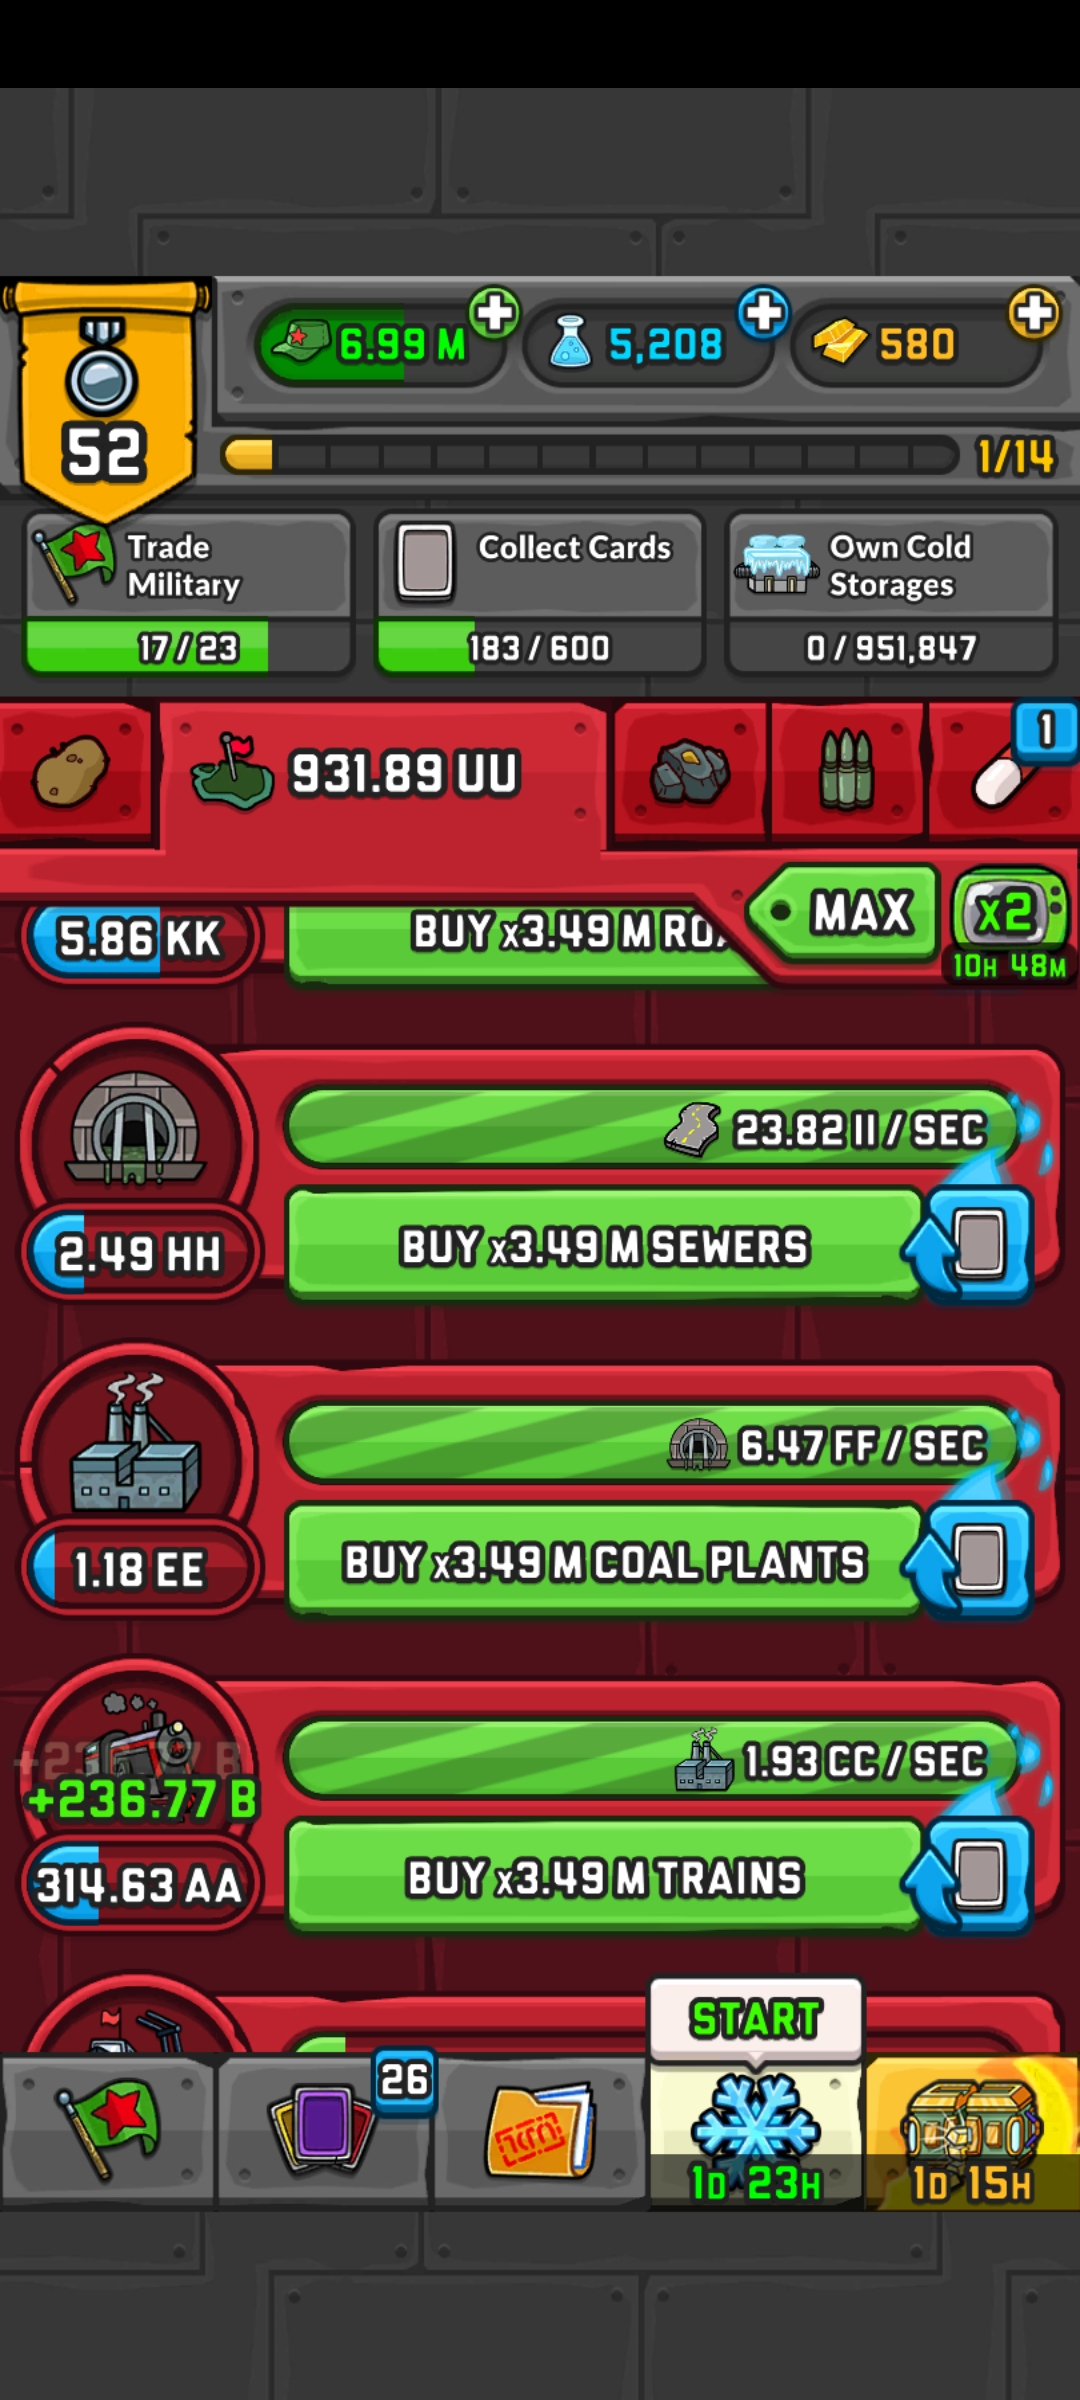 6.99 M
5,208
580
52
1/14
Trade
Military
17/23
Collect Cards
183/600
Own Cold
Storages
0/951,847
931.89 UU
1
MAX
x2
10H 48M
5.86 KK
BUY x3.49 M
23.82 II / SEC
2.49 HH
BUY x3.49 M SEWERS
6.47 FF / SEC
1.18 EE
BUY x3.49 M COAL PLANTS
1.93 CC / SEC
+236.77 B
314.63 AA
BUY x3.49 M TRAINS
START
26
1D 23H
1D 15H